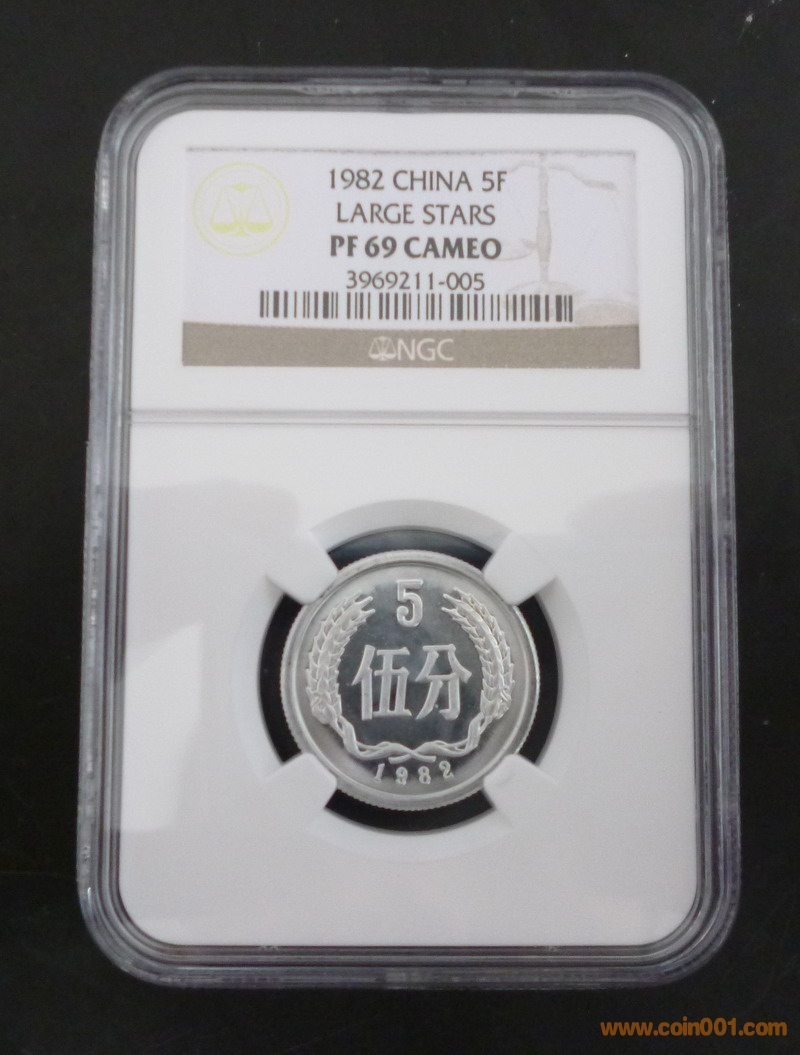 1982 CHINA 5F
LARGE STARS
PF 69 CAMEO
3969211-005
NGC
5
伍分
1982
www.coin001.com